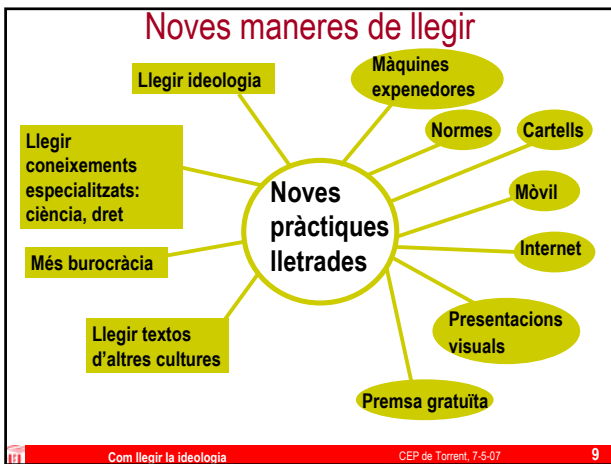 Noves maneres de llegir
Llegir ideologia
Màquines
expenedores
Normes
Cartells
Llegir
coneixements
especialitzats:
ciència, dret
Noves
pràctiques
lletrades
Mòvil
Internet
Més burocràcia
Presentacions
visuals
Llegir textos
d'altres cultures
Premsa gratuïta
Com llegir la ideologia
CEP de Torrent, 7-5-07
9